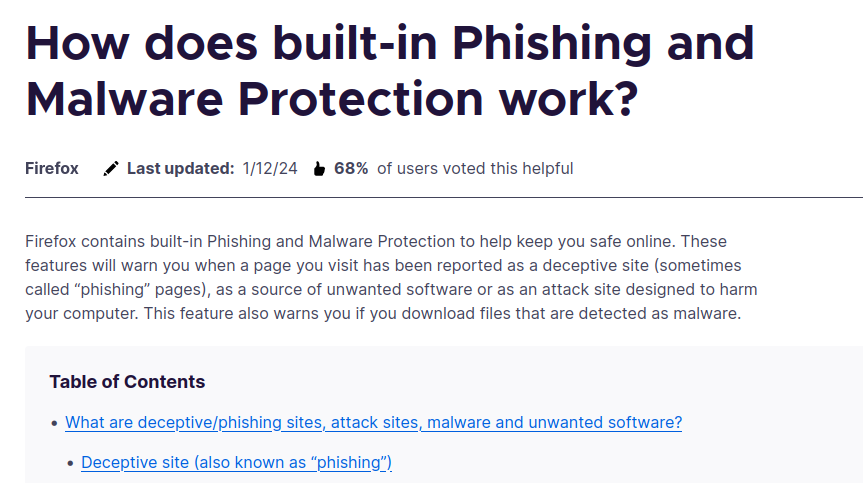 How does built-in Phishing and
Malware Protection work?
Firefox Last updated: 1/12/24 68% of users voted this helpful
Firefox contains built-in Phishing and Malware Protection to help keep you safe online. These
features will warn you when a page you visit has been reported as a deceptive site (sometimes
called “phishing” pages), as a source of unwanted software or as an attack site designed to harm
your computer. This feature also warns you if you download files that are detected as malware.
Table of Contents
• What are deceptive/phishing sites, attack sites, malware and unwanted software?
• Deceptive site (also known as “phishing”)